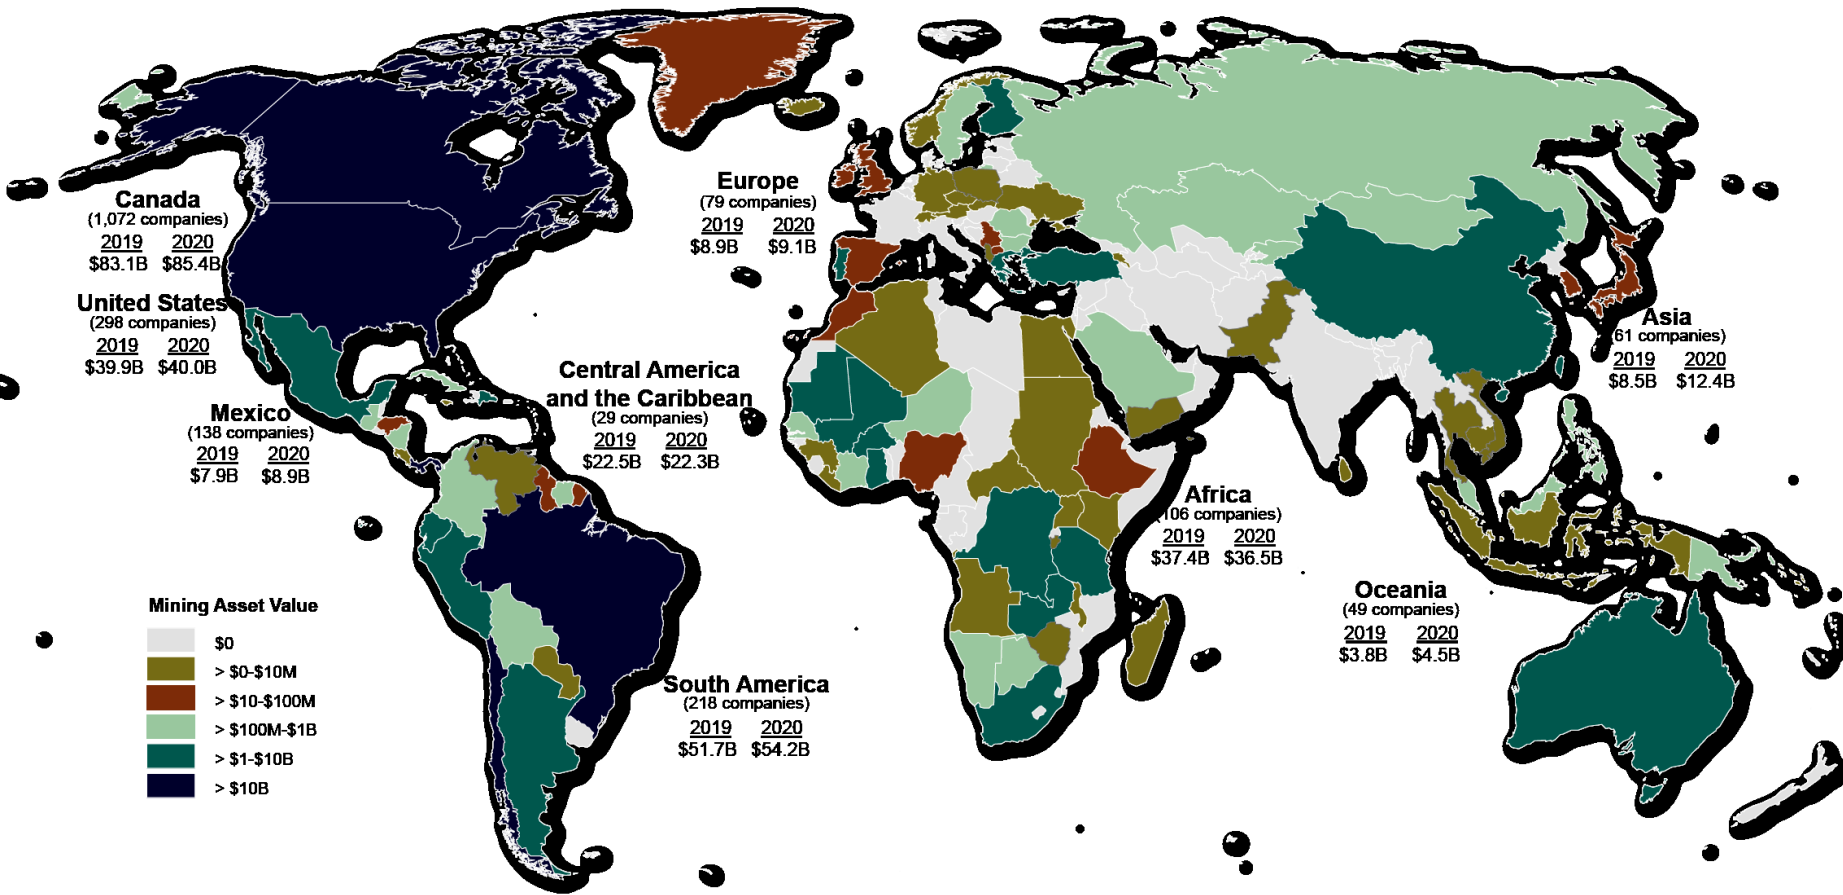 Canada
(1,072 companies)
2019 2020
$83.1B $85.4B
United States
(298 companies)
2019 2020
$39.9B $40.0B
Mexico
(138 companies)
2019 2020
$7.9B $8.9B
Europe
(79 companies)
2019 2020
$8.9B $9.1B
Central America
and the Caribbean
(29 companies)
2019 2020
$22.5B $22.3B
Asia
61 companies)
2019 2020
$8.5B $12.4B
Africa
(106 companies)
2019 2020
$37.4B $36.5B
Oceania
(49 companies)
2019 2020
$3.8B $4.5B
South America
(218 companies)
2019 2020
$51.7B $54.2B
Mining Asset Value
$0
> $0-$10M
> $10-$100M
> $100M-$1B
> $1-$10B
> $10B